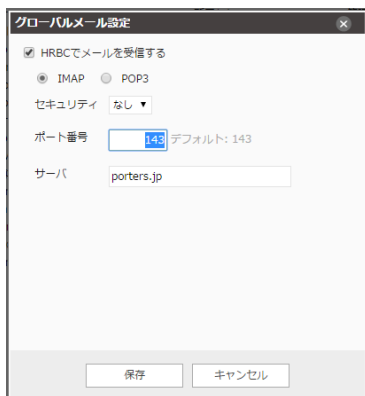 グローバルメール設定
HRBCでメールを受信する
IMAP POP3
セキュリティ なし
ポート番号 143 デフォルト: 143
サーバ porters.jp
保存 キャンセル